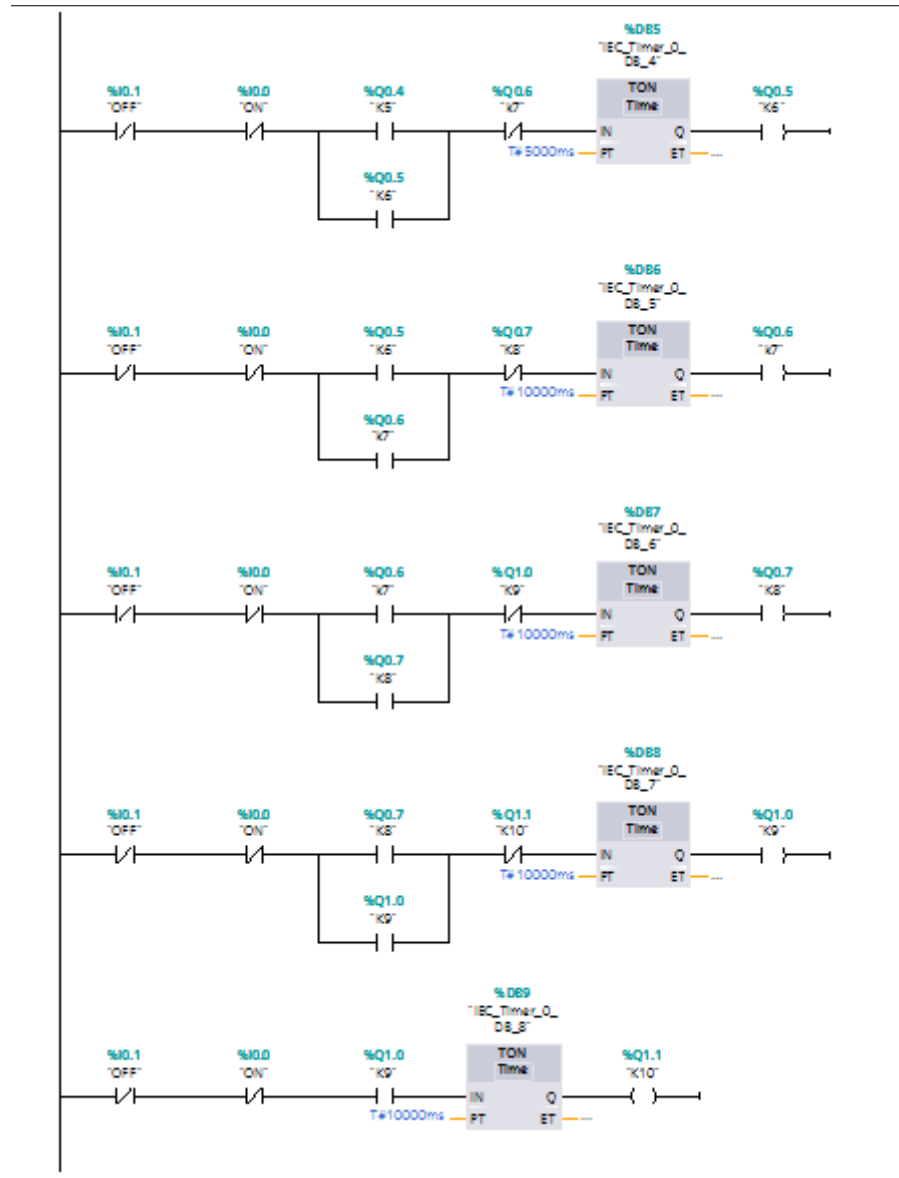 %DB5
"IEC_Timer_0_
DB_4"
%I0.1 %I0.0 %Q0.4 %Q0.6 TON %Q0.5
"OFF" "ON" "K5" "k7" Time "K6"
IN Q
T# 5000ms PT ET ...
%Q0.5
"K6"
%DB6
"IEC_Timer_0_
DB_5"
%I0.1 %I0.0 %Q0.5 %Q0.7 TON %Q0.6
"OFF" "ON" "K6" "K8" Time "k7"
IN Q
T# 10000ms PT ET ...
%Q0.6
"k7"
%DB7
"IEC_Timer_0_
DB_6"
%I0.1 %I0.0 %Q0.6 %Q1.0 TON %Q0.7
"OFF" "ON" "k7" "K9" Time "K8"
IN Q
T# 10000ms PT ET ...
%Q0.7
"K8"
%DB8
"IEC_Timer_0_
DB_7"
%I0.1 %I0.0 %Q0.7 %Q1.1 TON %Q1.0
"OFF" "ON" "K8" "K10" Time "K9"
IN Q
T# 10000ms PT ET ...
%Q1.0
"K9"
%DB9
"IEC_Timer_0_
DB_8"
%I0.1 %I0.0 %Q1.0 TON %Q1.1
"OFF" "ON" "K9" Time "K10"
IN Q
T#10000ms PT ET ...